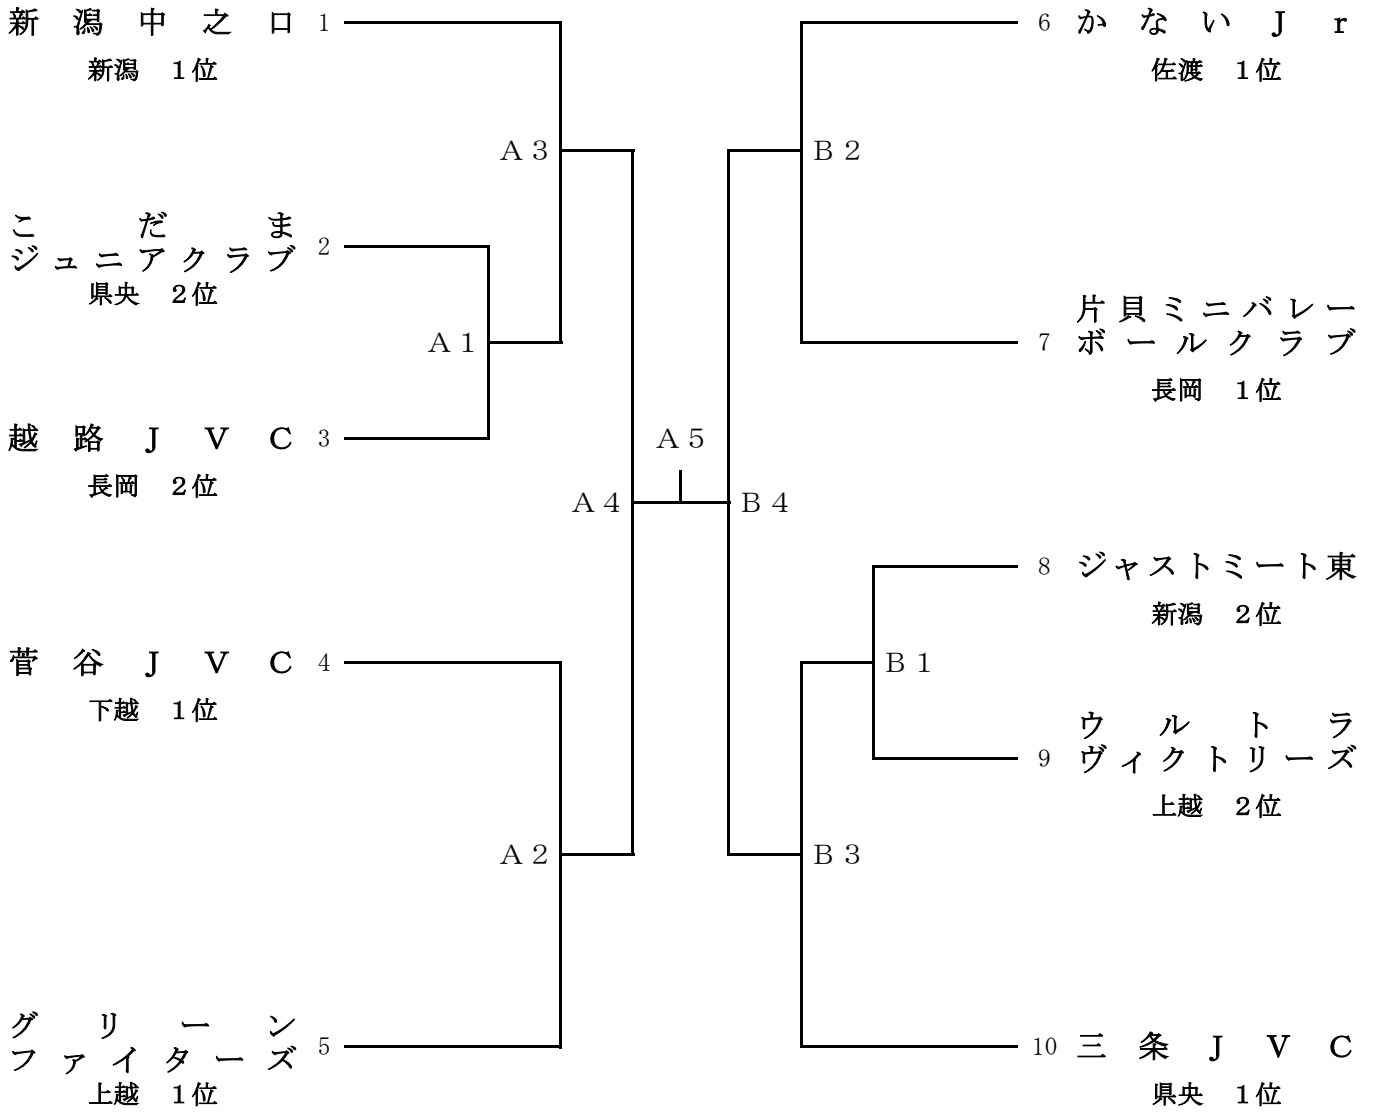 新潟中之口 1
新潟　1位
A3
こだま
ジュニアクラブ 2
県央　2位
A1
越路JVC 3
長岡　2位
A4
菅谷JVC 4
下越　1位
A2
グリーン
ファイターズ 5
上越　1位
A5
6 かないJr
佐渡　1位
B2
片貝ミニバレー
7 ボールクラブ
長岡　1位
B4
8 ジャストミート東
新潟　2位
B1
ウルトラ
9 ヴィクトリーズ
上越　2位
B3
10 三条JVC
県央　1位